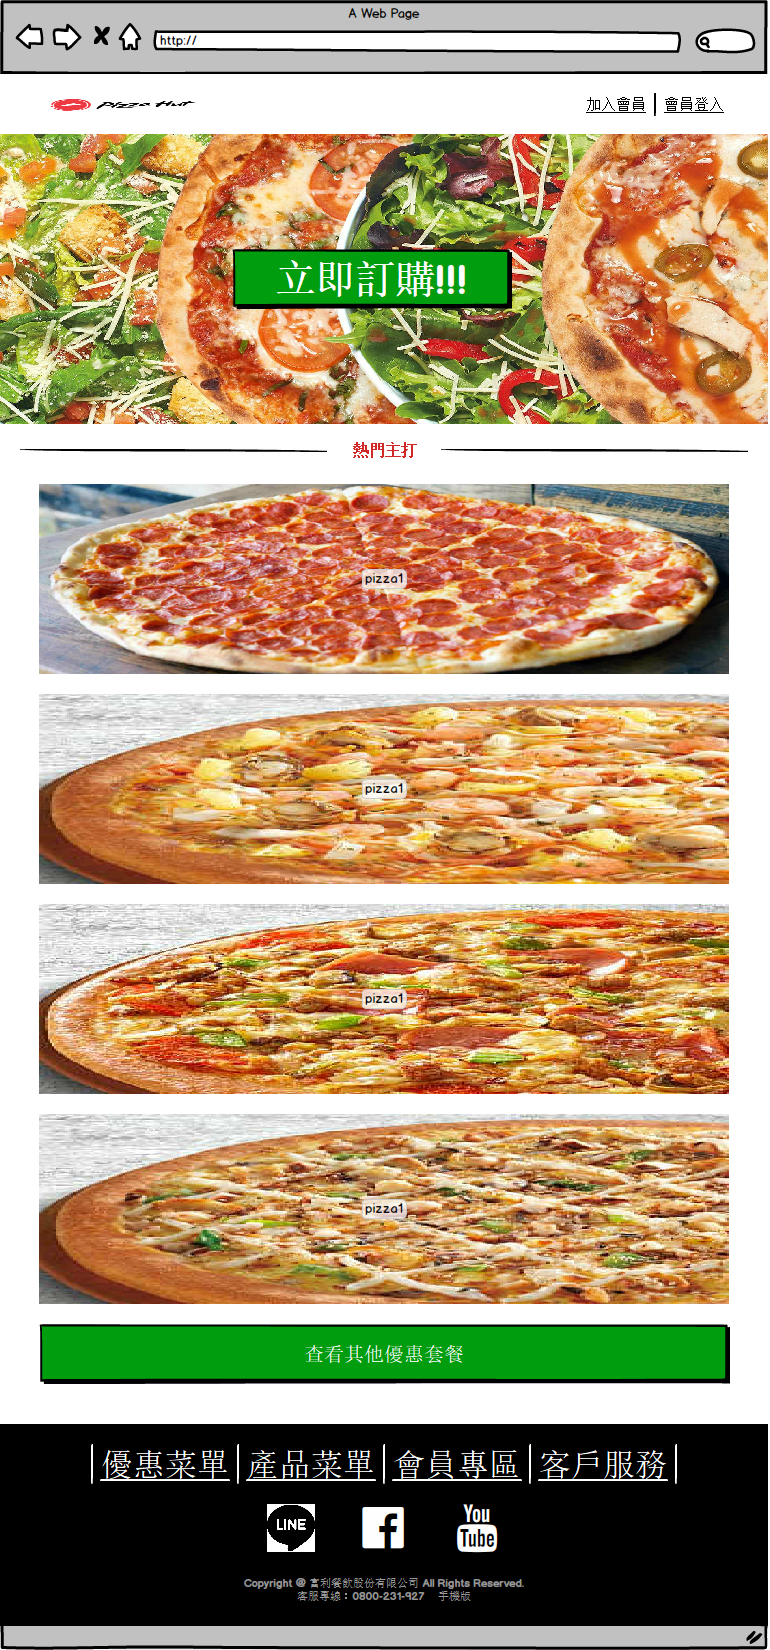 A Web Page
http://
Pizza Hut
加入會員 會員登入
立即訂購!!!
熱門主打
pizza1
pizza1
pizza1
pizza1
查看其他優惠套餐
優惠菜單 產品菜單 會員專區 客戶服務
LINE
You
Tube
Copyright @ 富利餐飲股份有限公司 All Rights Reserved.
客服專線：0800-231-927 手機版